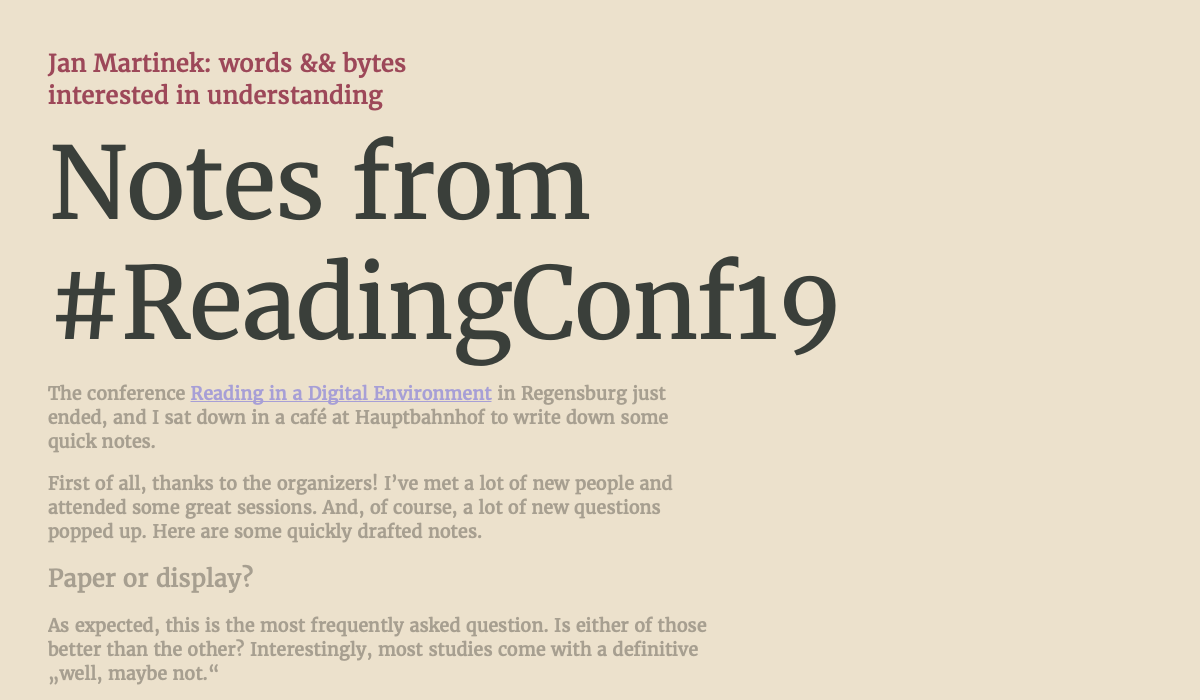 Jan Martinek: words && bytes
interested in understanding
Notes from
#ReadingConf19
The conference Reading in a Digital Environment in Regensburg just
ended, and I sat down in a café at Hauptbahnhof to write down some
quick notes.
First of all, thanks to the organizers! I’ve met a lot of new people and
attended some great sessions. And, of course, a lot of new questions
popped up. Here are some quickly drafted notes.
Paper or display?
As expected, this is the most frequently asked question. Is either of those
better than the other? Interestingly, most studies come with a definitive
„well, maybe not.“